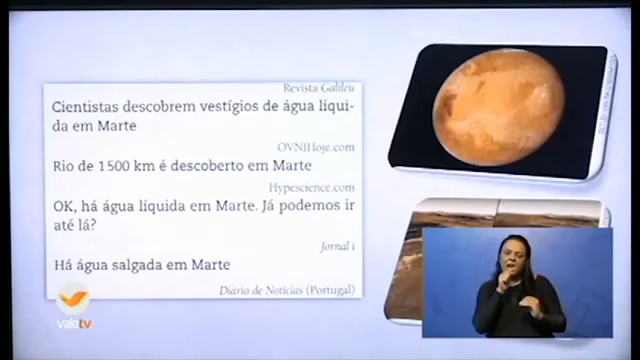 Revista Galileu
Cientistas descobrem vestígios de água líqui-
da em Marte
OVNIHoje.com
Rio de 1500 km é descoberto em Marte
Hypescience.com
OK, há água líquida em Marte. Já podemos ir
até lá?
Jornal i
Há água salgada em Marte
Diário de Notícias (Portugal)
valetv